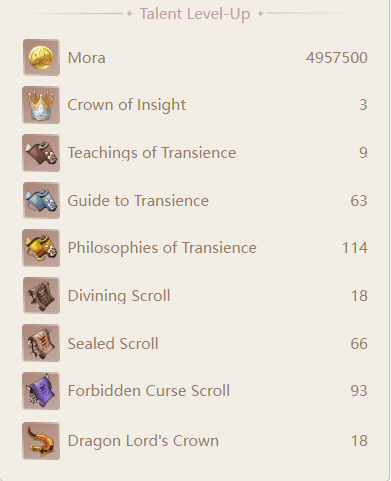 Talent Level-Up
Mora 4957500
Crown of Insight 3
Teachings of Transience 9
Guide to Transience 63
Philosophies of Transience 114
Divining Scroll 18
Sealed Scroll 66
Forbidden Curse Scroll 93
Dragon Lord's Crown 18